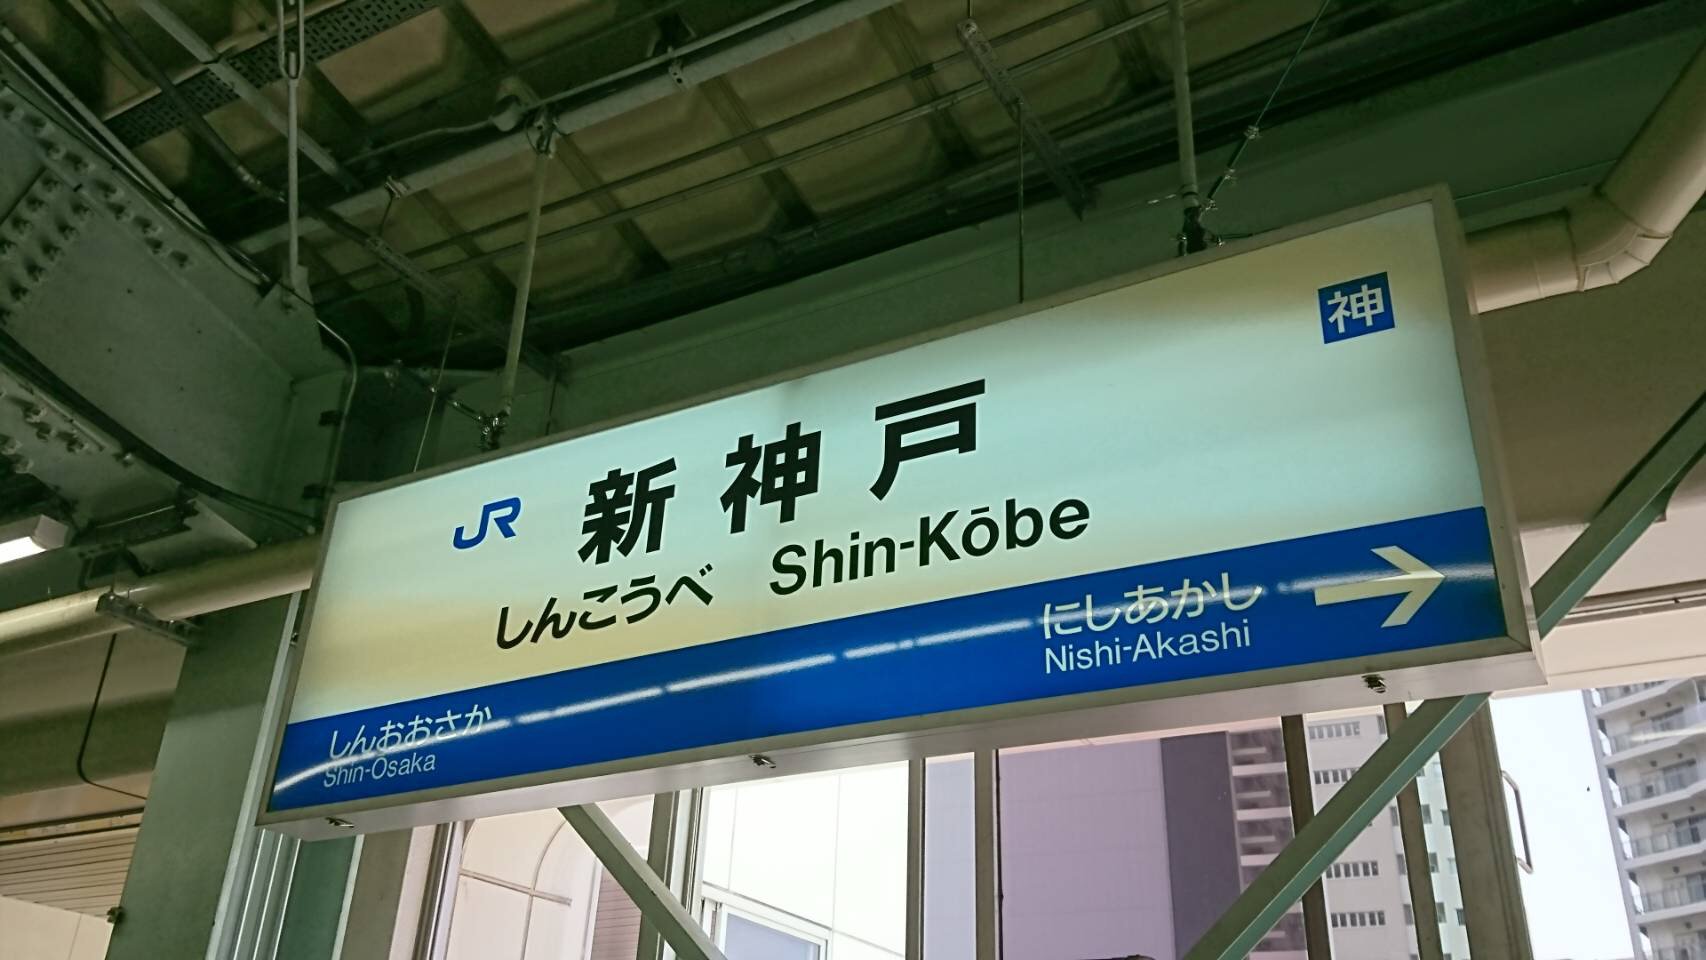 神
JR 新神戸
しんこうべ Shin-Kōbe
にしあかし
Nishi-Akashi
しんおおさか
Shin-Ōsaka